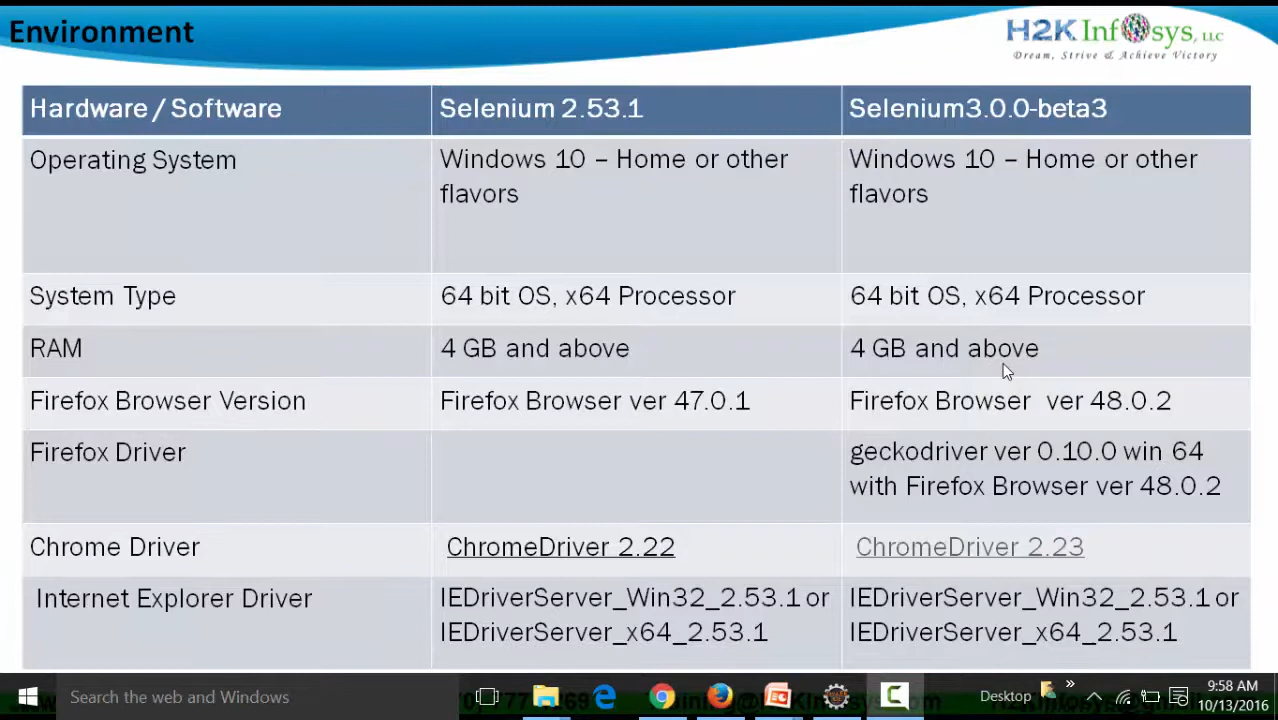 Environment
H2K Infosys, LLC
Dream, Strive & Achieve Victory
Hardware / Software
Selenium 2.53.1
Selenium3.0.0-beta3
Operating System
Windows 10 – Home or other
flavors
Windows 10 – Home or other
flavors
System Type
64 bit OS, x64 Processor
64 bit OS, x64 Processor
RAM
4 GB and above
4 GB and above
Firefox Browser Version
Firefox Browser ver 47.0.1
Firefox Browser ver 48.0.2
Firefox Driver
geckodriver ver 0.10.0 win 64
with Firefox Browser ver 48.0.2
Chrome Driver
ChromeDriver 2.22
ChromeDriver 2.23
Internet Explorer Driver
IEDriverServer_Win32_2.53.1 or
IEDriverServer_x64_2.53.1
IEDriverServer_Win32_2.53.1 or
IEDriverServer_x64_2.53.1
Search the web and Windows
Desktop
9:58 AM
10/13/2016